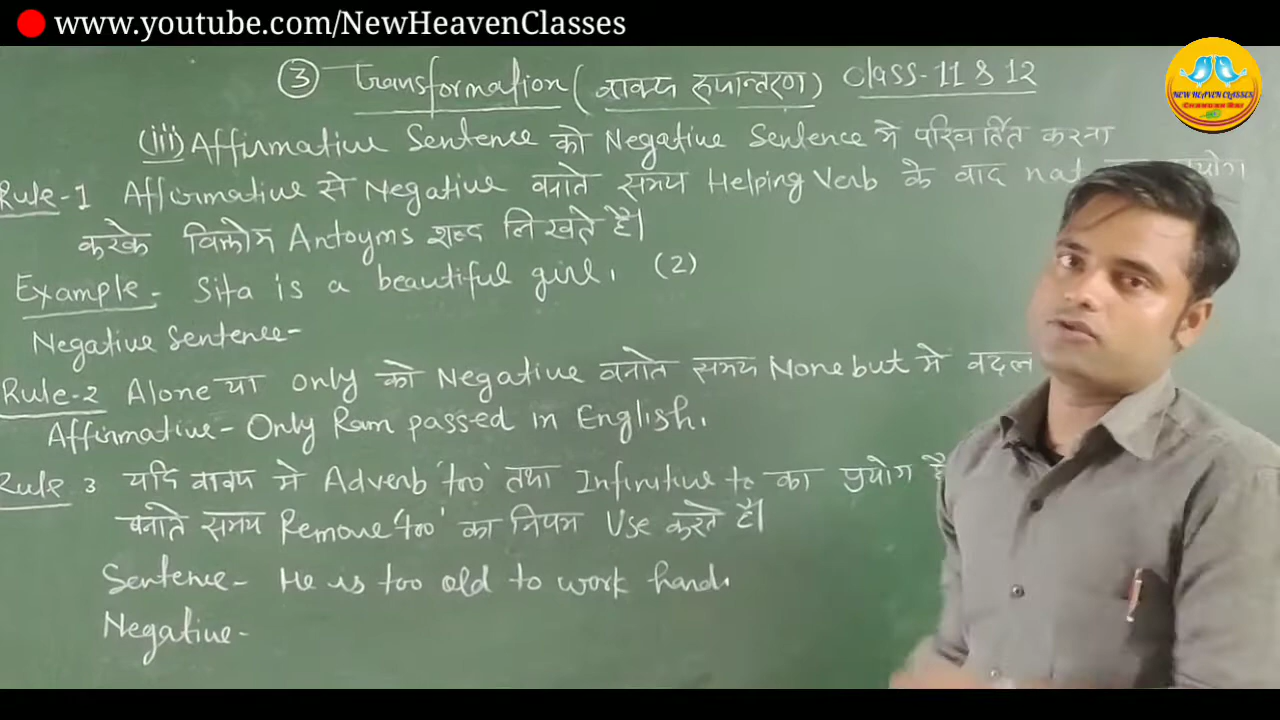 www.youtube.com/NewHeavenClasses
③ Transformation (वाक्य रूपान्तरण) Class-11 & 12
NEW HEAVEN CLASSES
(iii) Affirmative Sentence को Negative Sentence मे परिवर्तित करना
Rule-1 Affirmative से Negative बनाते समय Helping Verb के बाद not
करके विलोम Antoyms शब्द लिखते है।
Example- Sita is a beautiful girl. (2)
Negative Sentence-
Rule-2 Alone या only को Negative बनाते समय None but मे बदल
Affirmative- Only Ram passed in English.
Rule 3 यदि वाक्य मे Adverb 'too' तथा Infinitive to का प्रयोग है
बनाते समय Remove 'too' का नियम Use करते है।
Sentence- He is too old to work hard.
Negative-